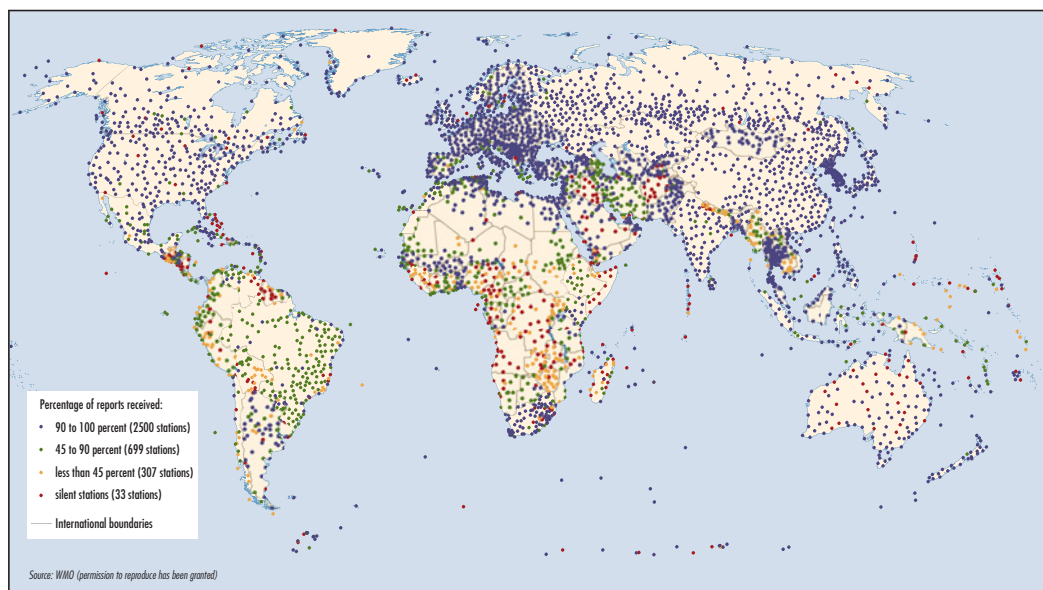 Percentage of reports received:
90 to 100 percent (2500 stations)
45 to 90 percent (699 stations)
less than 45 percent (307 stations)
silent stations (33 stations)
International boundaries
Source: WMO (permission to reproduce has been granted)